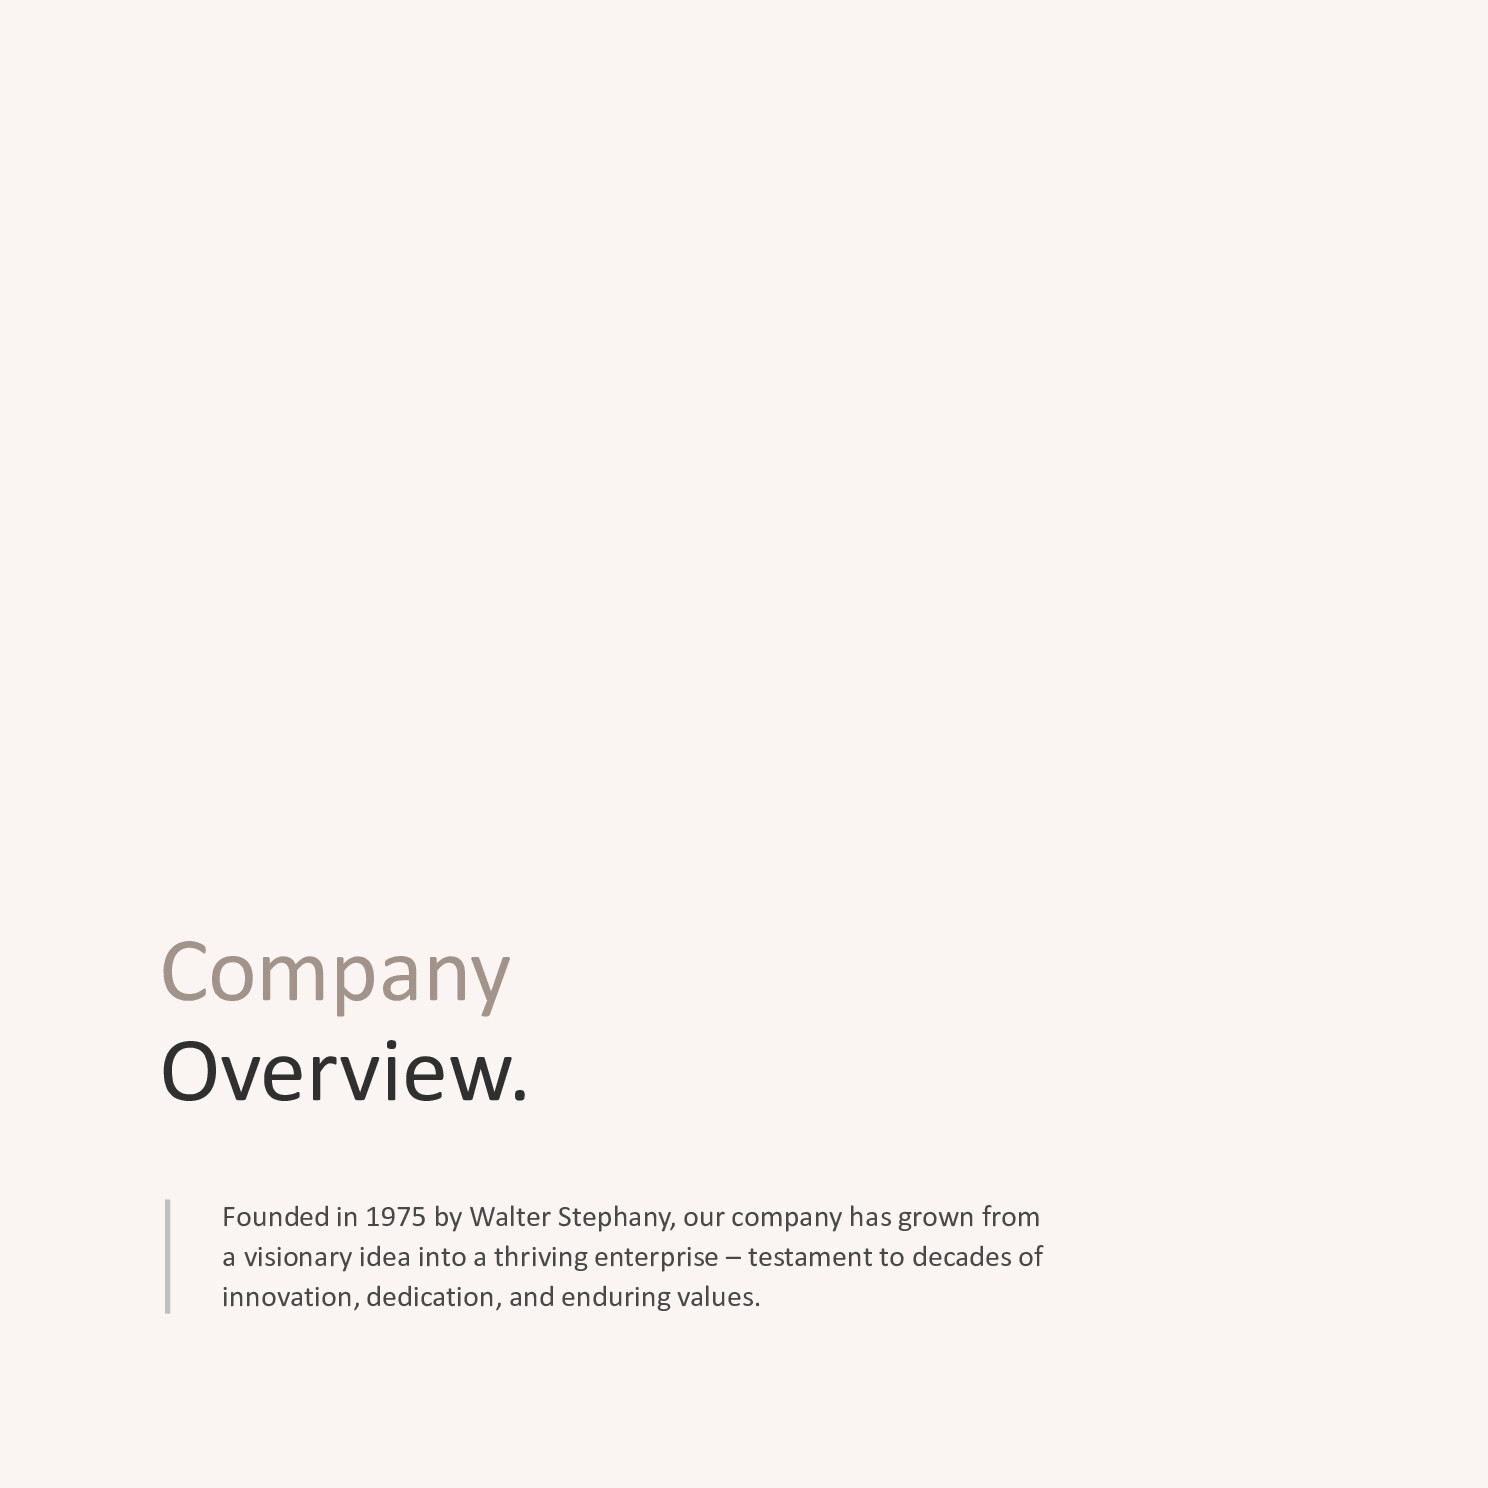 Company
Overview.
Founded in 1975 by Walter Stephany, our company has grown from
a visionary idea into a thriving enterprise – testament to decades of
innovation, dedication, and enduring values.